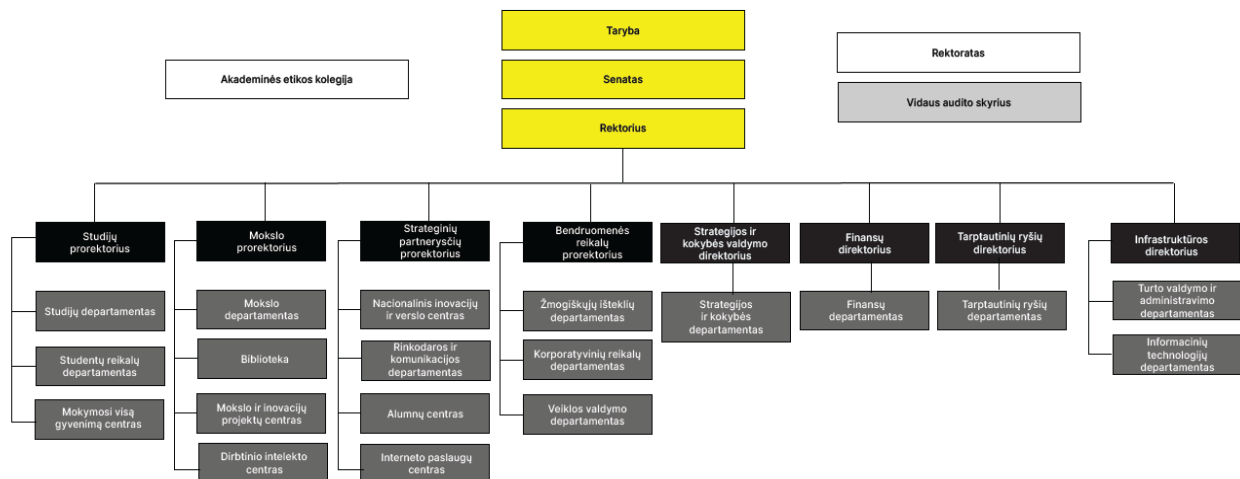 Taryba
Senatas
Rektorius
Akademinės etikos kolegija
Rektoratas
Vidaus audito skyrius
Studijų
prorektorius
Studijų departamentas
Studentų reikalų
departamentas
Mokymosi visą
gyvenimą centras
Mokslo
prorektorius
Mokslo
departamentas
Biblioteka
Mokslo ir inovacijų
projektų centras
Dirbtinio intelekto
centras
Strateginių
partnerysčių
prorektorius
Nacionalinis inovacijų
ir verslo centras
Rinkodaros ir
komunikacijos
departamentas
Alumnų centras
Interneto paslaugų
centras
Bendruomenės
reikalų
prorektorius
Žmogiškųjų išteklių
departamentas
Korporatyvinių reikalų
departamentas
Veiklos valdymo
departamentas
Strategijos ir
kokybės valdymo
direktorius
Strategijos
ir kokybės
departamentas
Finansų
direktorius
Finansų
departamentas
Tarptautinių ryšių
direktorius
Tarptautinių ryšių
departamentas
Infrastruktūros
direktorius
Turto valdymo ir
administravimo
departamentas
Informacinių
technologijų
departamentas